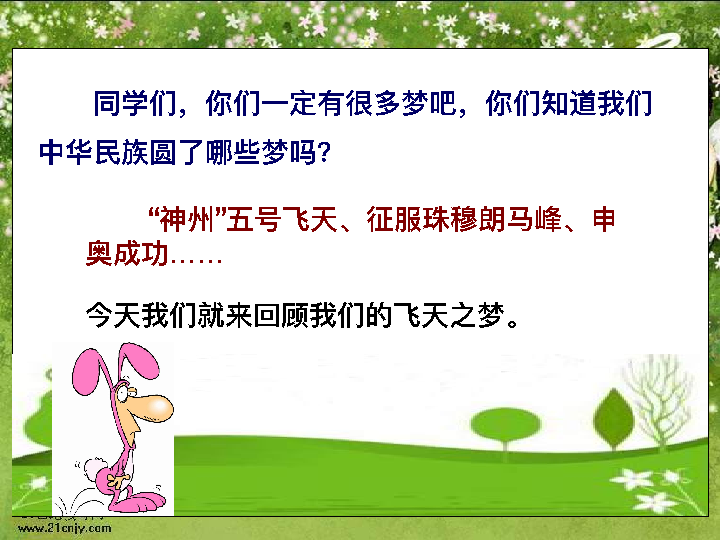 同学们，你们一定有很多梦吧，你们知道我们
中华民族圆了哪些梦吗？
“神州”五号飞天、征服珠穆朗马峰、申
奥成功……
今天我们就来回顾我们的飞天之梦。
www.21cnjy.com